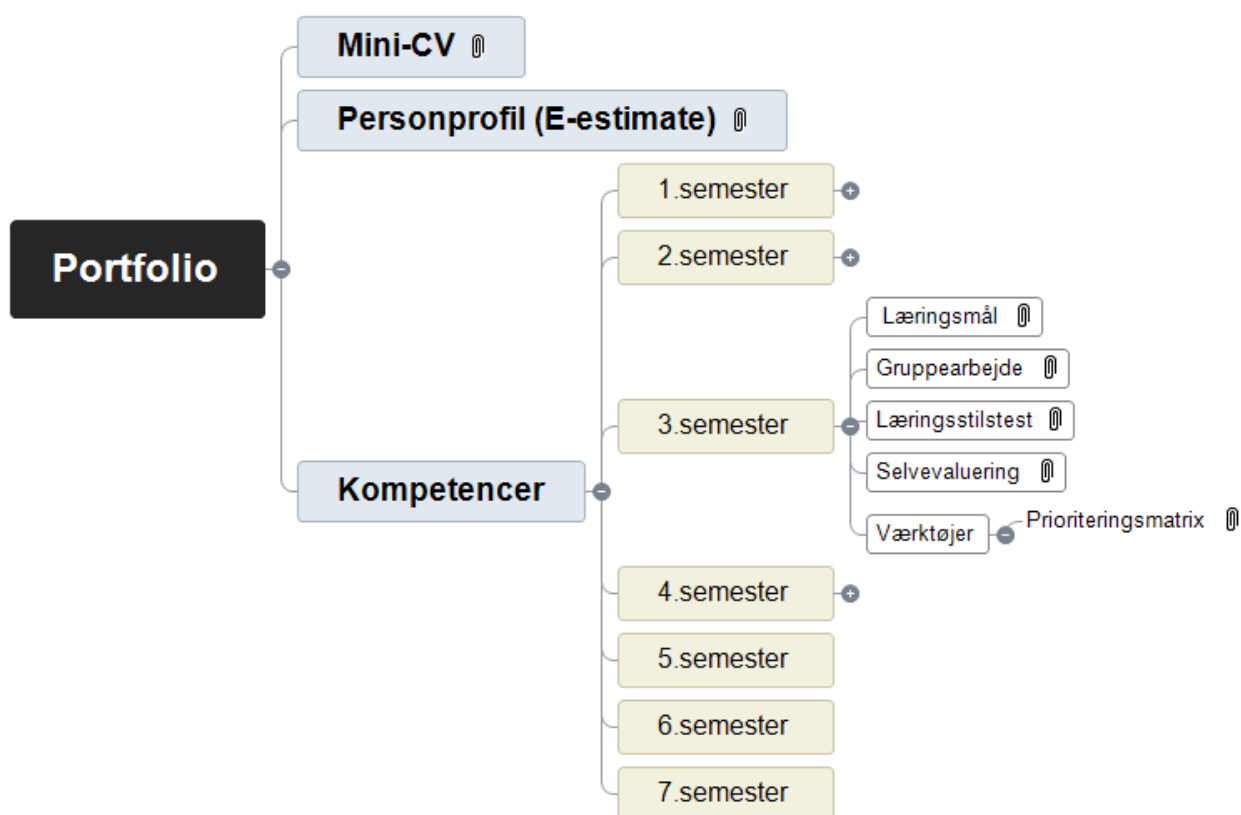 Mini-CV
Personprofil (E-estimate)
1.semester
2.semester
Portfolio
Læringsmål
Gruppearbejde
3.semester
Læringsstilstest
Selvevaluering
Kompetencer
Værktøjer
Prioriteringsmatrix
4.semester
5.semester
6.semester
7.semester